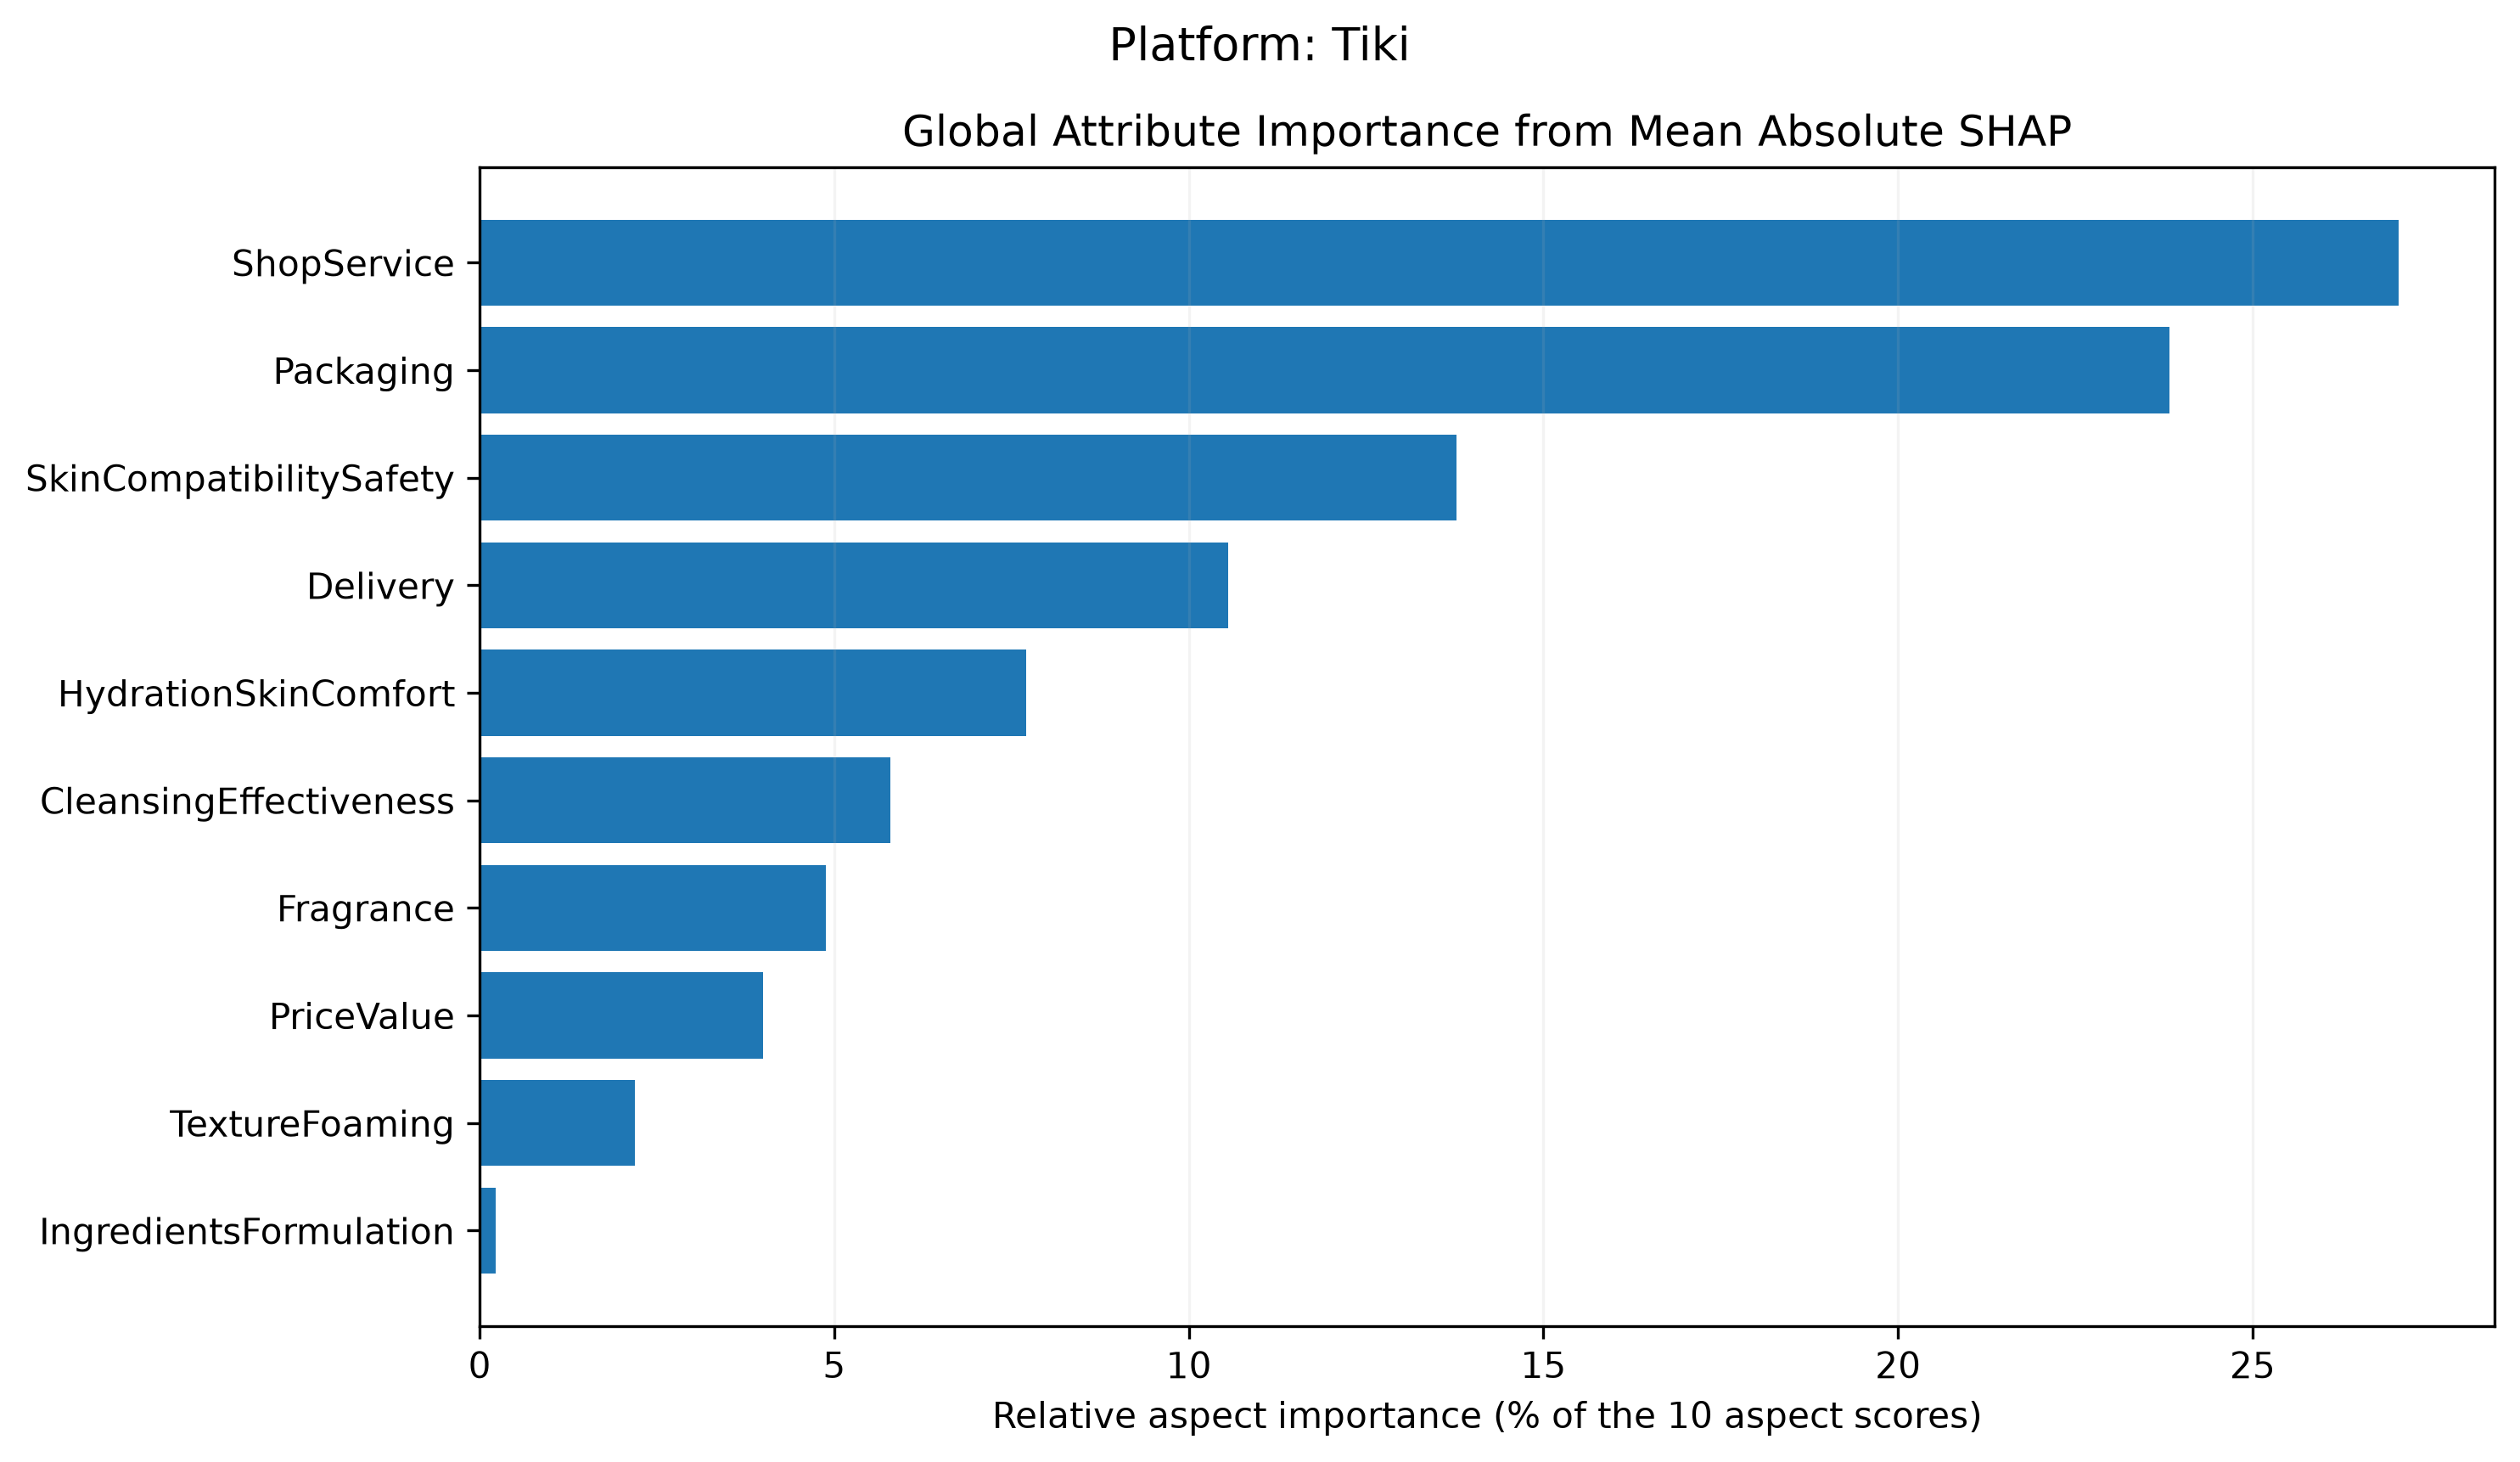 Platform: Tiki
Global Attribute Importance from Mean Absolute SHAP
ShopService
Packaging
SkinCompatibilitySafety
Delivery
HydrationSkinComfort
CleansingEffectiveness
Fragrance
PriceValue
TextureFoaming
IngredientsFormulation
0 5 10 15 20 25
Relative aspect importance (% of the 10 aspect scores)